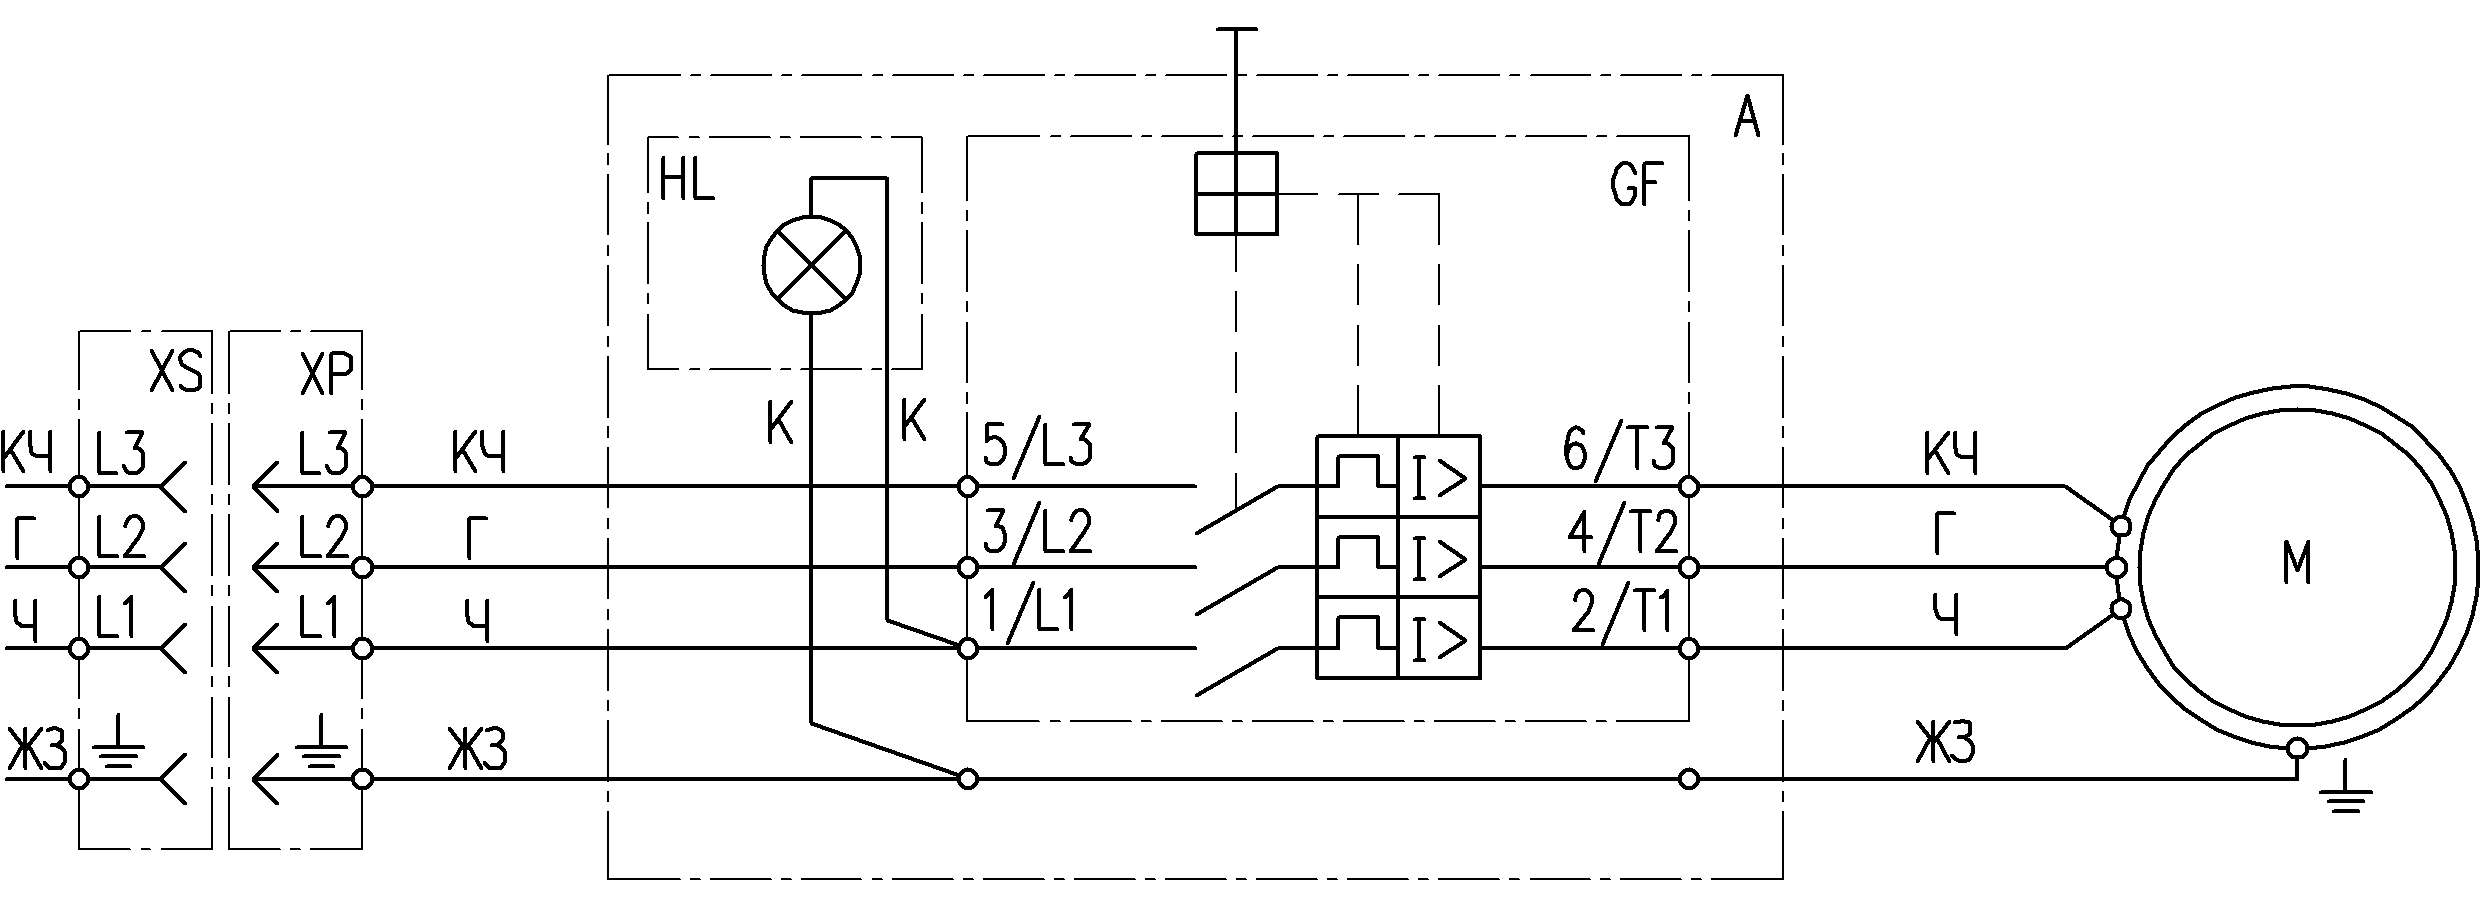 A
HL
GF
XS
XP
К
К
КЧ
L3
L3
КЧ
5/L3
I>
6/T3
КЧ
Г
L2
L2
Г
3/L2
I>
4/T2
Г
М
Ч
L1
L1
Ч
1/L1
I>
2/T1
Ч
ЖЗ
ЖЗ
ЖЗ